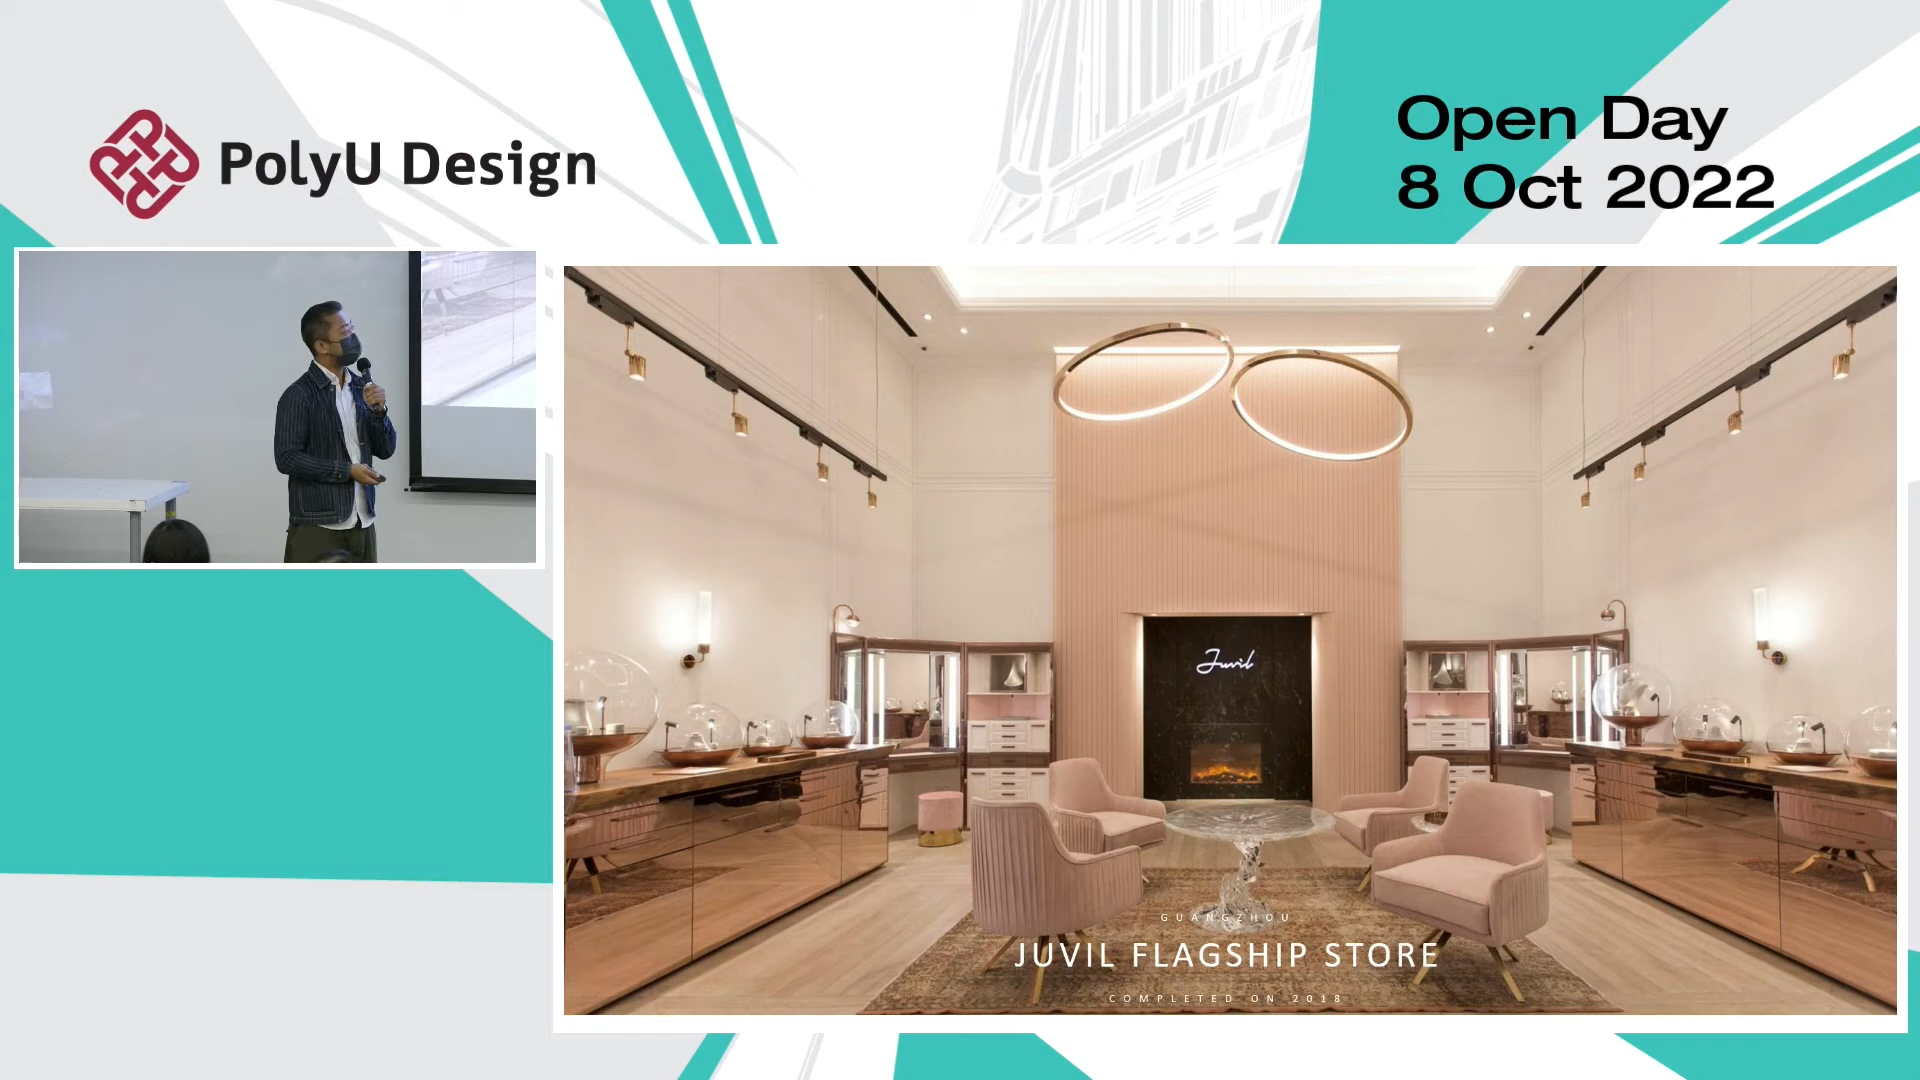 PolyU Design
Open Day
8 Oct 2022
Juvil
GUANGZHOU
JUVIL FLAGSHIP STORE
COMPLETED ON 2018